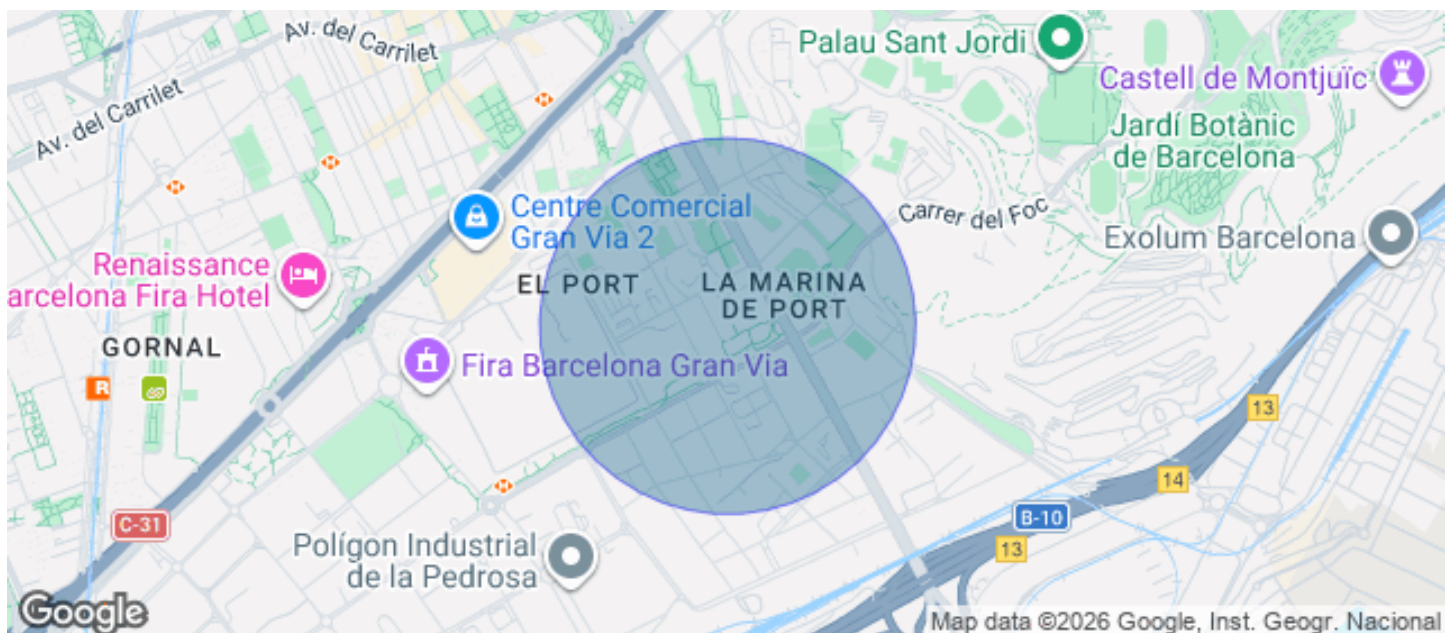 Av. del Carrilet
Av. del Carrilet
Palau Sant Jordi
Castell de Montjuïc
Jardí Botànic
de Barcelona
Carrer del Foc
Centre Comercial
Gran Via 2
Exolum Barcelona
Renaissance
arcelona Fira Hotel
EL PORT
LA MARINA
DE PORT
GORNAL
Fira Barcelona Gran Via
R
13
14
C-31
B-10
13
Polígon Industrial
de la Pedrosa
Google
Map data ©2026 Google, Inst. Geogr. Nacional